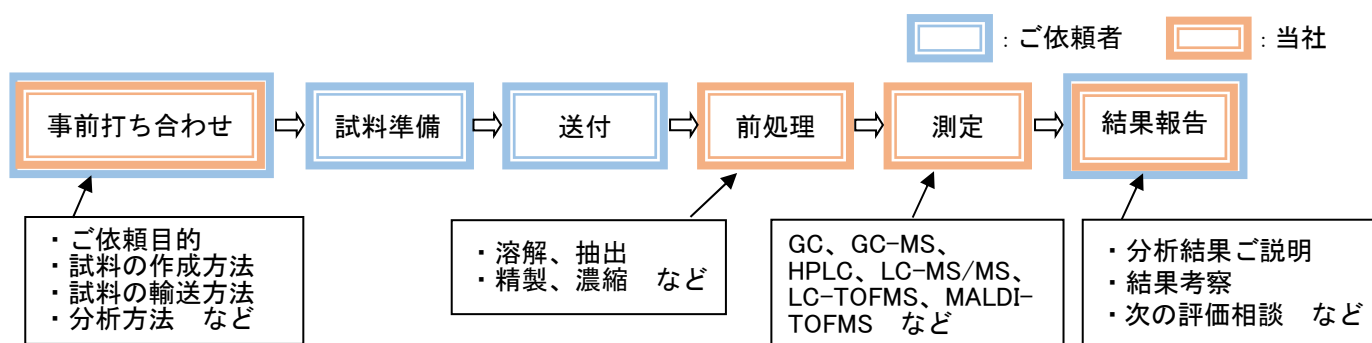 ：ご依頼者
：当社
事前打ち合わせ
試料準備
送付
前処理
測定
結果報告
・ご依頼目的
・試料の作成方法
・試料の輸送方法
・分析方法　など
・溶解、抽出
・精製、濃縮　など
GC、GC-MS、
HPLC、LC-MS/MS、
LC-TOFMS、MALDI-
TOFMS　など
・分析結果ご説明
・結果考察
・次の評価相談　など